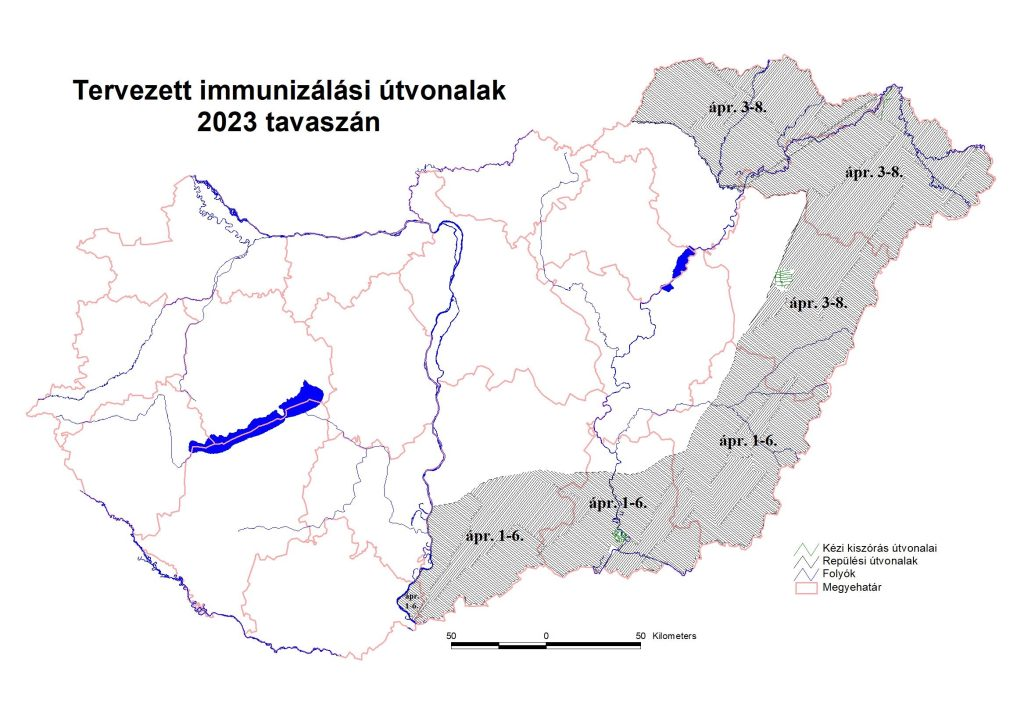 Tervezett immunizálási útvonalak
2023 tavaszán
ápr. 3-8.
ápr. 3-8.
ápr. 3-8.
ápr. 1-6.
ápr. 1-6.
ápr. 1-6.
ápr.
1-6.
Kézi kiszórás útvonalai
Repülési útvonalak
Folyók
Megyehatár
50 0 50 Kilometers